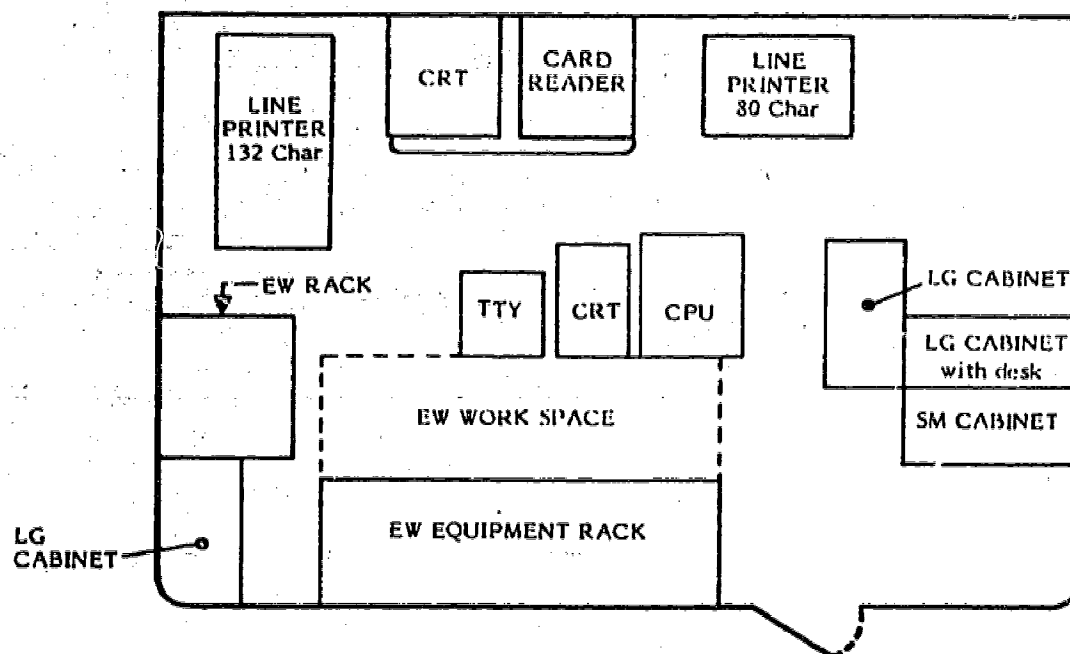 CRT
CARD
READER
LINE
PRINTER
80 Char
LINE
PRINTER
132 Char
EW RACK
TTY
CRT
CPU
LG CABINET
LG CABINET
with desk
SM CABINET
EW WORK SPACE
EW EQUIPMENT RACK
LG
CABINET